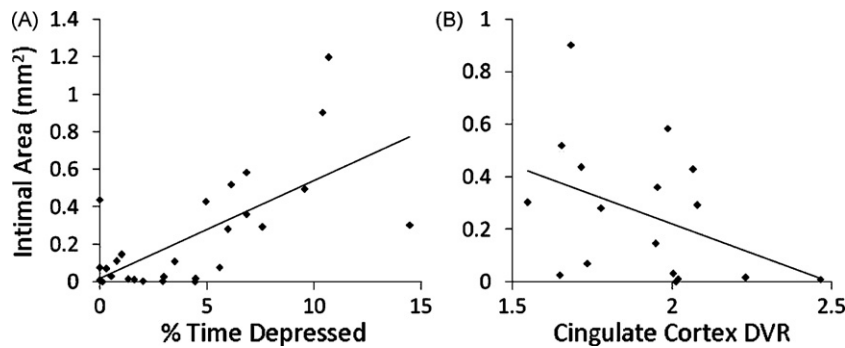 (A)
1.4
1.2
1
0.8
0.6
0.4
0.2
0
Intimal Area (mm²)
0 5 10 15
% Time Depressed
(B)
1
0.8
0.6
0.4
0.2
0
1.5 2 2.5
Cingulate Cortex DVR